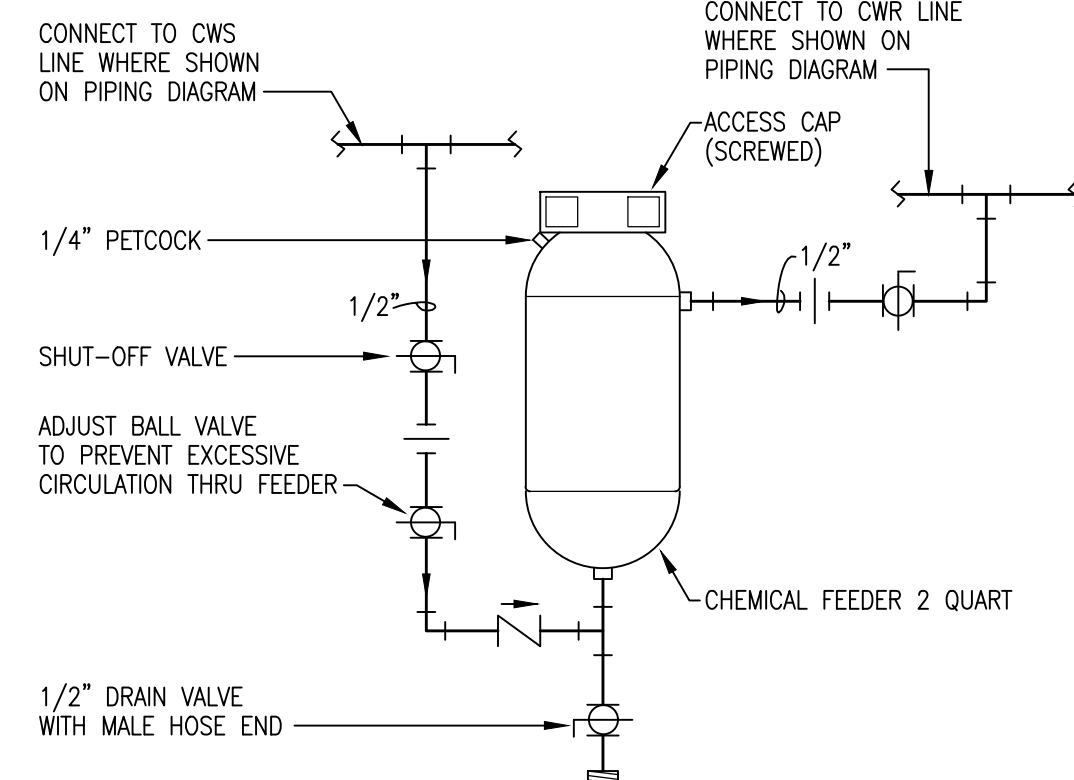 CONNECT TO CWS
LINE WHERE SHOWN
ON PIPING DIAGRAM
CONNECT TO CWR LINE
WHERE SHOWN ON
PIPING DIAGRAM
ACCESS CAP
(SCREWED)
1/4" PETCOCK
1/2"
1/2"
SHUT-OFF VALVE
ADJUST BALL VALVE
TO PREVENT EXCESSIVE
CIRCULATION THRU FEEDER
CHEMICAL FEEDER 2 QUART
1/2" DRAIN VALVE
WITH MALE HOSE END